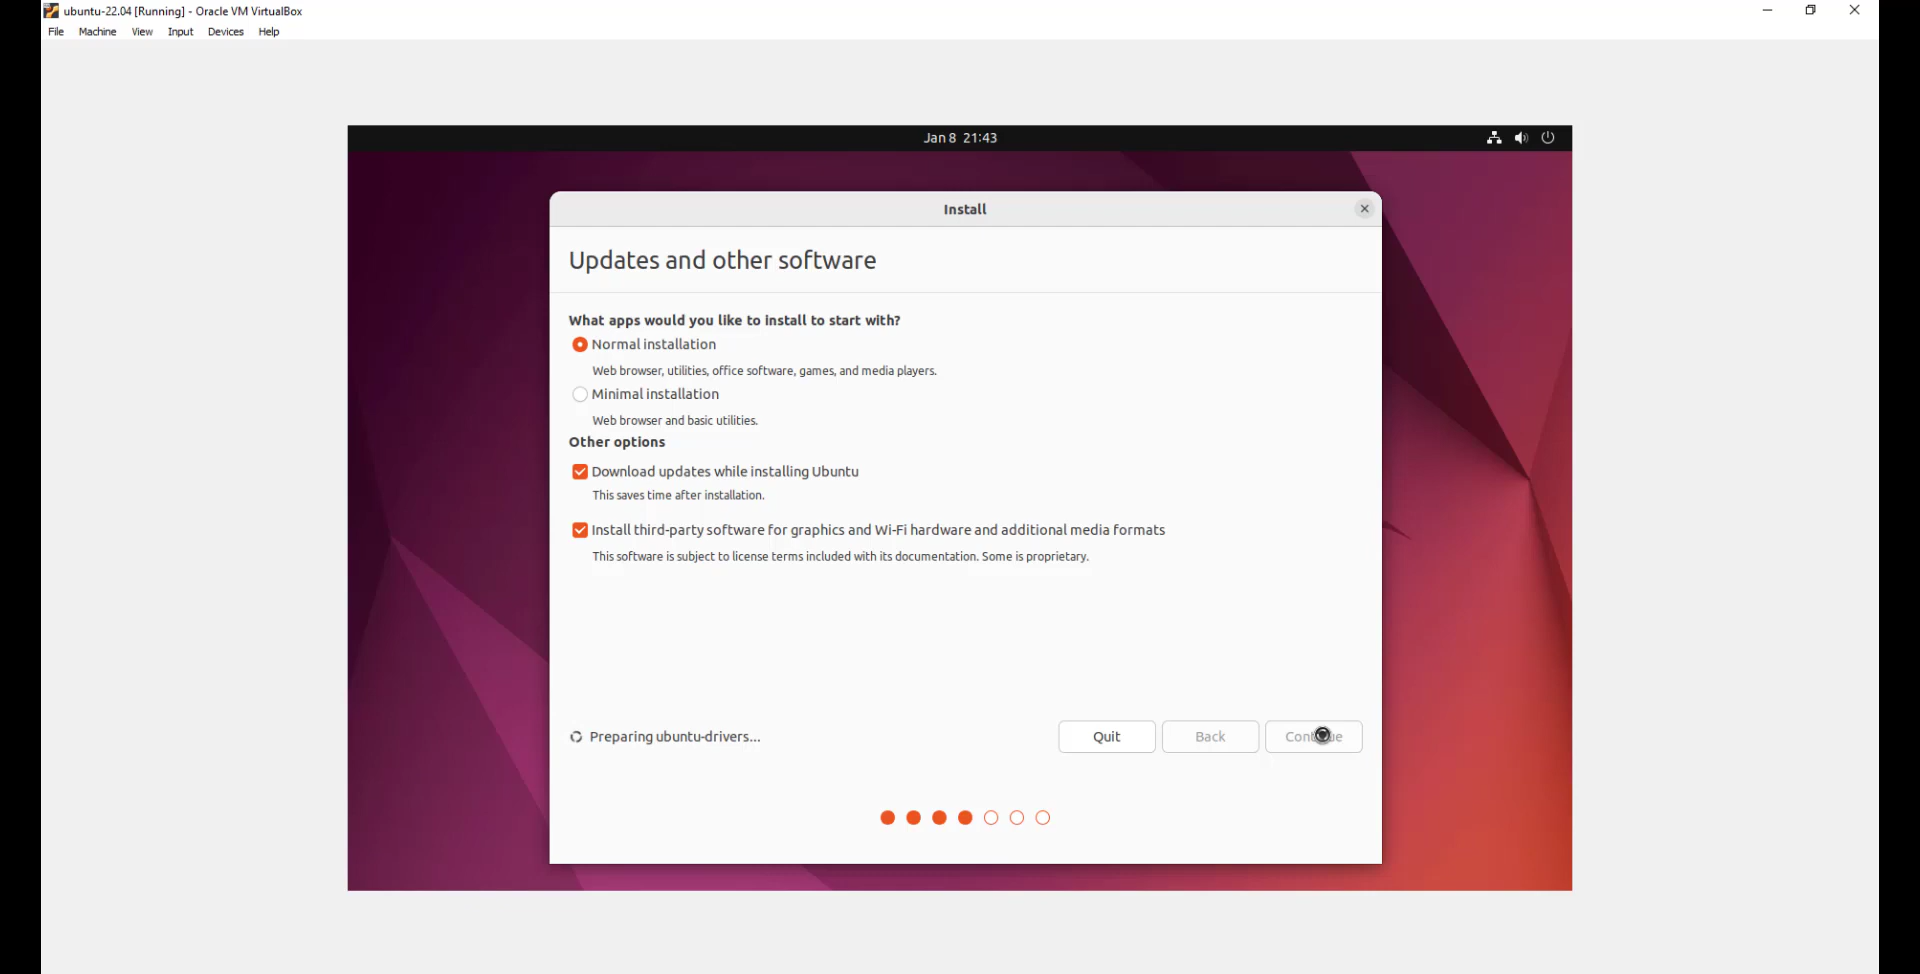 ubuntu-22.04 [Running] - Oracle VM VirtualBox
File Machine View Input Devices Help
Jan 8 21:43
Install
Updates and other software
What apps would you like to install to start with?
Normal installation
Web browser, utilities, office software, games, and media players.
Minimal installation
Web browser and basic utilities.
Other options
Download updates while installing Ubuntu
This saves time after installation.
Install third-party software for graphics and Wi-Fi hardware and additional media formats
This software is subject to license terms included with its documentation. Some is proprietary.
Preparing ubuntu-drivers...
Quit Back Continue